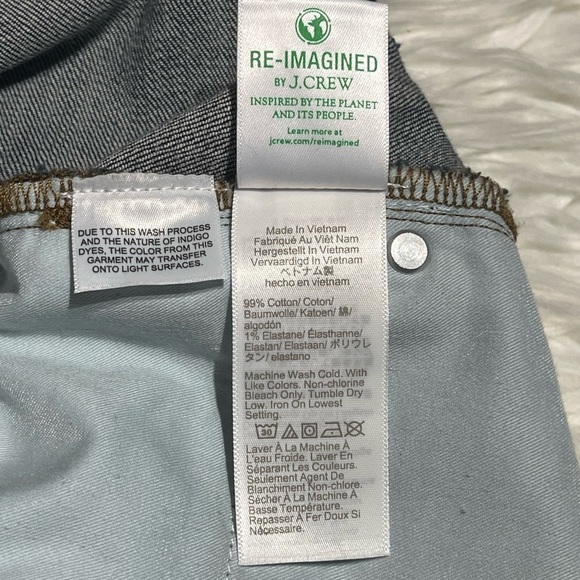 RE-IMAGINED
BY J.CREW
INSPIRED BY THE PLANET
AND ITS PEOPLE.
Learn more at
jcrew.com/reimagined
DUE TO THIS WASH PROCESS
AND THE NATURE OF INDIGO
DYES, THE COLOR FROM THIS
GARMENT MAY TRANSFER
ONTO LIGHT SURFACES.
Made In Vietnam
Fabriqué Au Viêt Nam
Hergestellt In Vietnam
Vervaardigd In Vietnam
ベトナム製
hecho en vietnam
99% Cotton/ Coton/
Baumwolle/ Katoen/ 綿/
algodón
1% Elastane/ Élasthanne/
Elastan/ Elastaan/ ポリウレ
タン/ elastano
Machine Wash Cold. With
Like Colors. Non-chlorine
Bleach Only. Tumble Dry
Low. Iron On Lowest
Setting.
30
Laver À La Machine À
L'eau Froide. Laver En
Séparant Les Couleurs.
Seulement Agent De
Blanchiment Non-chlore.
Sécher À La Machine À
Basse Température.
Repasser À Fer Doux Si
Nécessaire.